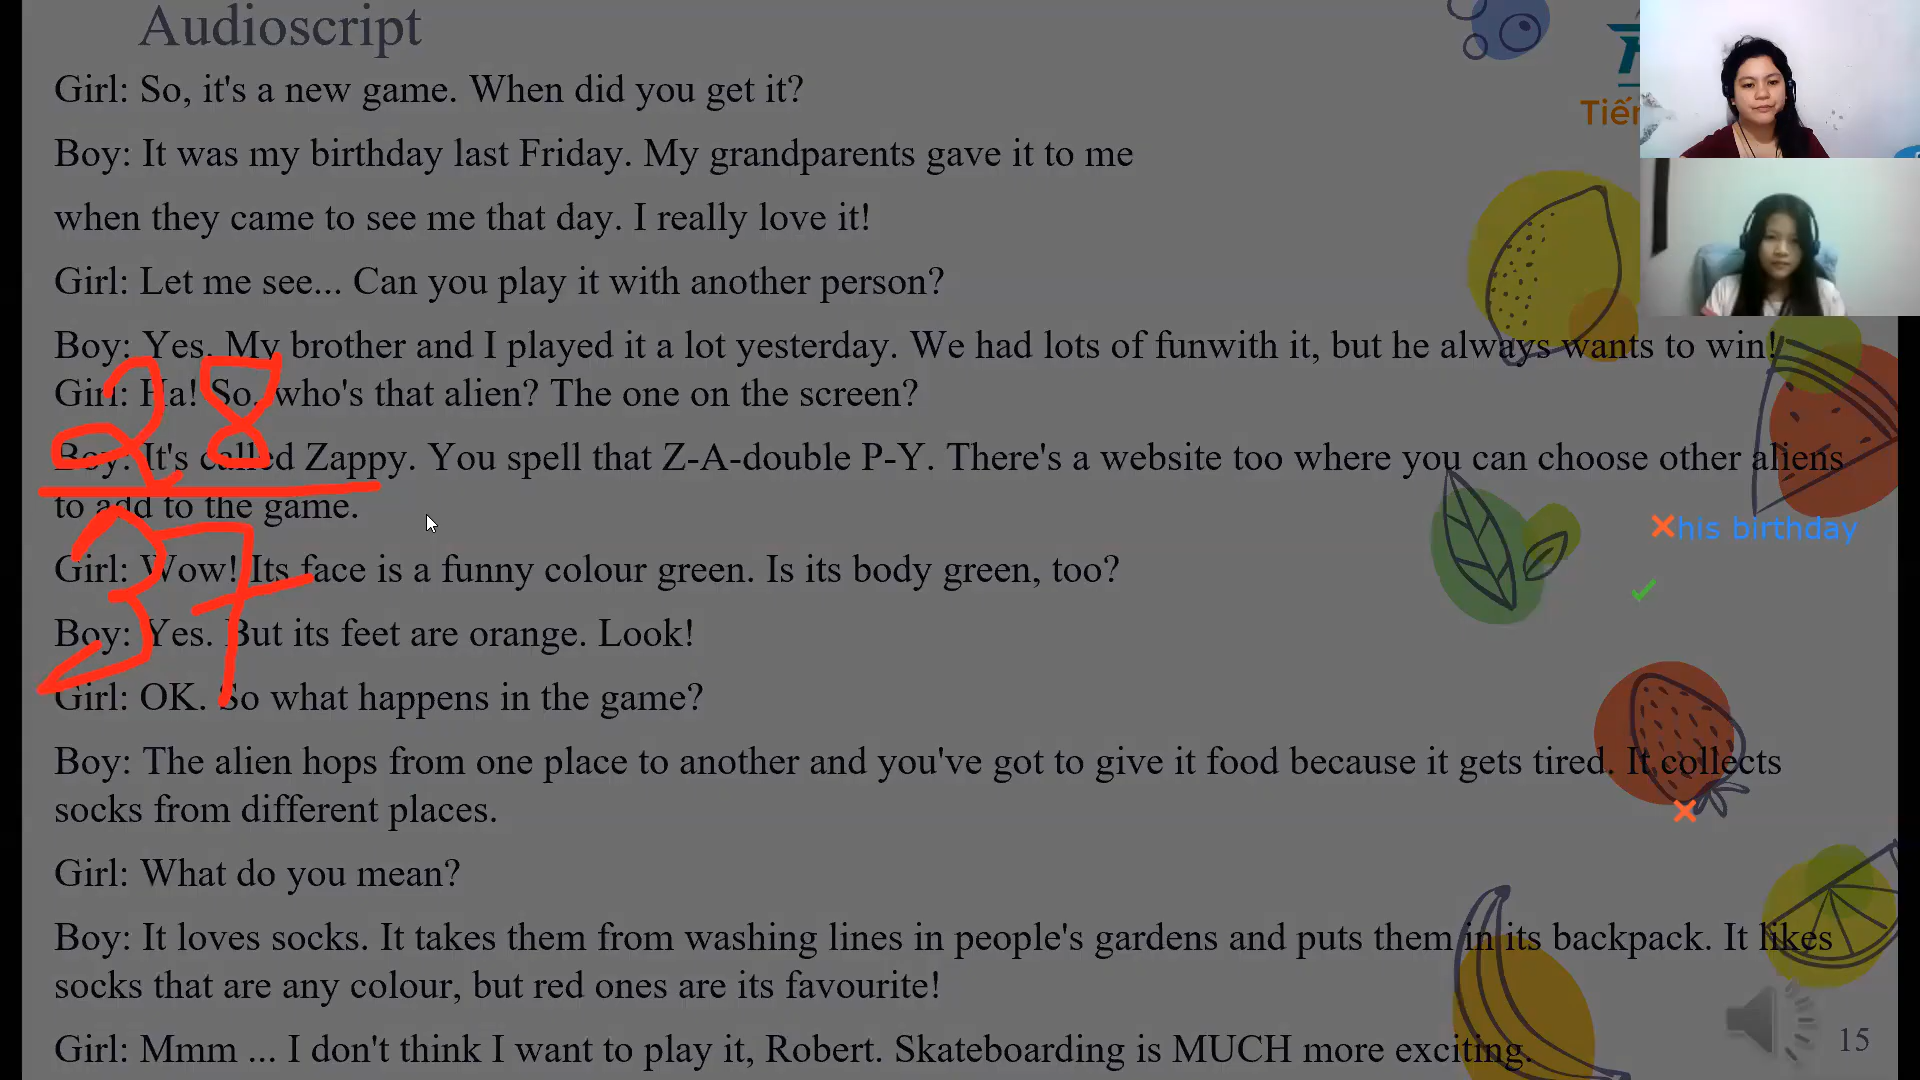 Audioscript
Girl: So, it's a new game. When did you get it?
Boy: It was my birthday last Friday. My grandparents gave it to me
when they came to see me that day. I really love it!
Girl: Let me see... Can you play it with another person?
Boy: Yes. My brother and I played it a lot yesterday. We had lots of funwith it, but he always wants to win!
Girl: Ha! So, who's that alien? The one on the screen?
Boy: It's called Zappy. You spell that Z-A-double P-Y. There's a website too where you can choose other aliens
to add to the game.
Girl: Wow! Its face is a funny colour green. Is its body green, too?
Boy: Yes. But its feet are orange. Look!
Girl: OK. So what happens in the game?
Boy: The alien hops from one place to another and you've got to give it food because it gets tired. It collects
socks from different places.
Girl: What do you mean?
Boy: It loves socks. It takes them from washing lines in people's gardens and puts them in its backpack. It likes
socks that are any colour, but red ones are its favourite!
Girl: Mmm ... I don't think I want to play it, Robert. Skateboarding is MUCH more exciting.
28
37
his birthday
15